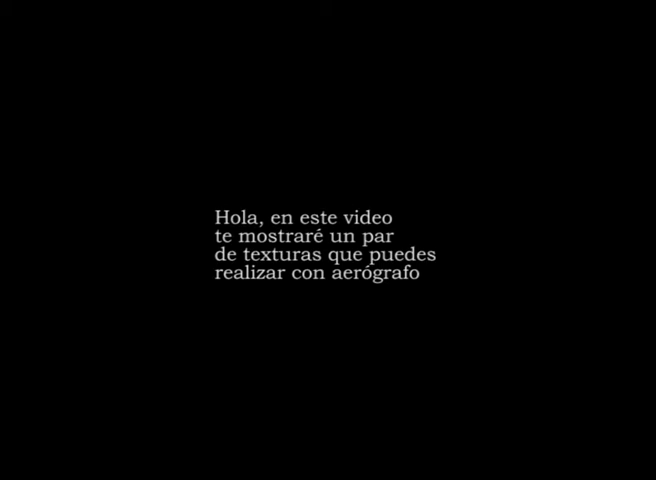 Hola, en este video
te mostraré un par
de texturas que puedes
realizar con aerógrafo